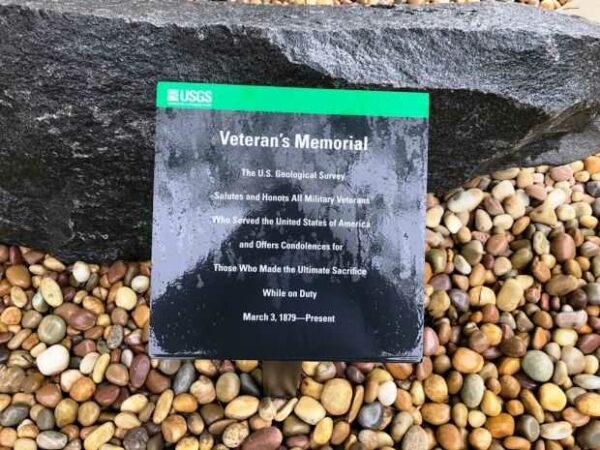 USGS
Veteran's Memorial
The U.S. Geological Survey
Salutes and Honors All Military Veterans
Who Served the United States of America
and Offers Condolences for
Those Who Made the Ultimate Sacrifice
While on Duty
March 3, 1879—Present